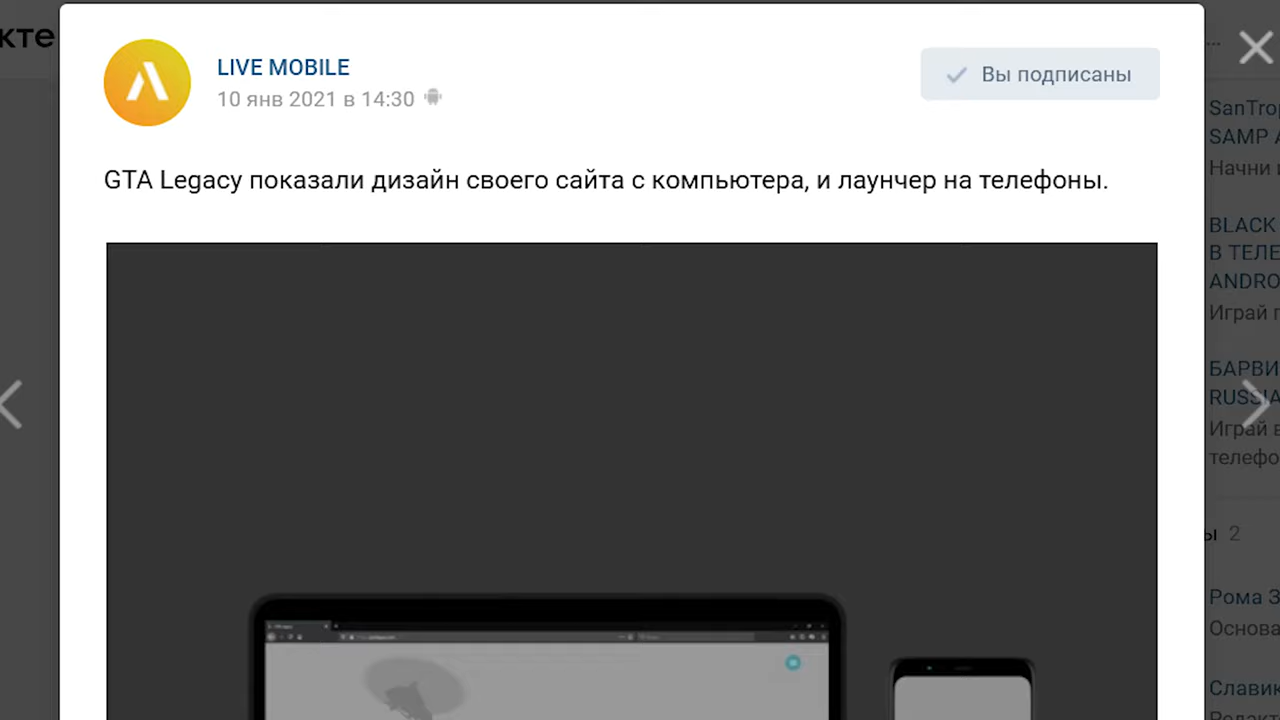 кте
LIVE MOBILE
10 янв 2021 в 14:30
Вы подписаны
GTA Legacy показали дизайн своего сайта с компьютера, и лаунчер на телефоны.
...
SanTrop
SAMP
Начни
BLACK
В ТЕЛЕ
ANDRO
Играй
БАРВИ
RUSSIA
Играй в
телефо
ы 2
Рома З
Основа
Славик
Редакт